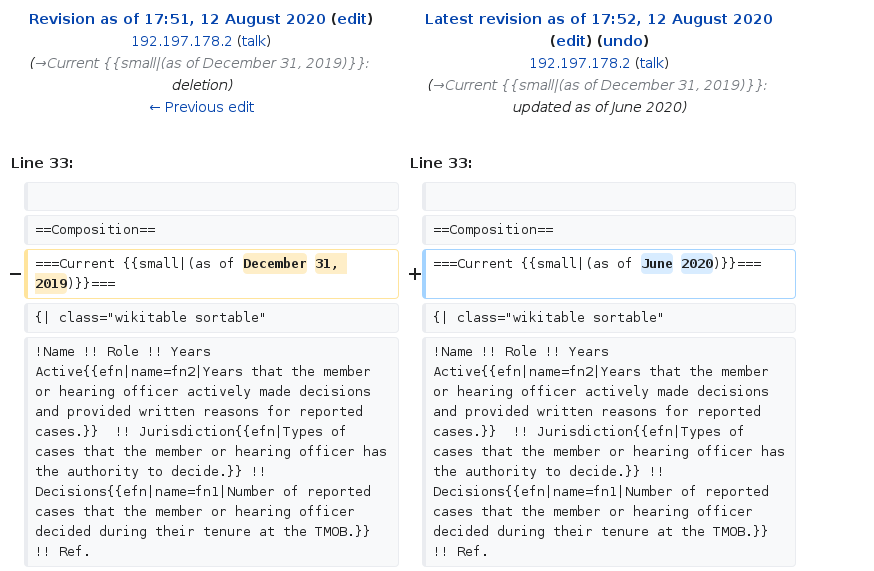 Revision as of 17:51, 12 August 2020 (edit)
192.197.178.2 (talk)
(→Current {{small|(as of December 31, 2019)}}:
deletion)
← Previous edit
Latest revision as of 17:52, 12 August 2020
(edit) (undo)
192.197.178.2 (talk)
(→Current {{small|(as of December 31, 2019)}}:
updated as of June 2020)
Line 33:
==Composition==
− ===Current {{small|(as of December 31,
2019)}}===
{| class="wikitable sortable"
!Name !! Role !! Years
Active{{efn|name=fn2|Years that the member
or hearing officer actively made decisions
and provided written reasons for reported
cases.}}  !! Jurisdiction{{efn|Types of
cases that the member or hearing officer has
the authority to decide.}} !!
Decisions{{efn|name=fn1|Number of reported
cases that the member or hearing officer
decided during their tenure at the TMOB.}}
!! Ref.
Line 33:
==Composition==
+ ===Current {{small|(as of June 2020)}}===
{| class="wikitable sortable"
!Name !! Role !! Years
Active{{efn|name=fn2|Years that the member
or hearing officer actively made decisions
and provided written reasons for reported
cases.}}  !! Jurisdiction{{efn|Types of
cases that the member or hearing officer has
the authority to decide.}} !!
Decisions{{efn|name=fn1|Number of reported
cases that the member or hearing officer
decided during their tenure at the TMOB.}}
!! Ref.